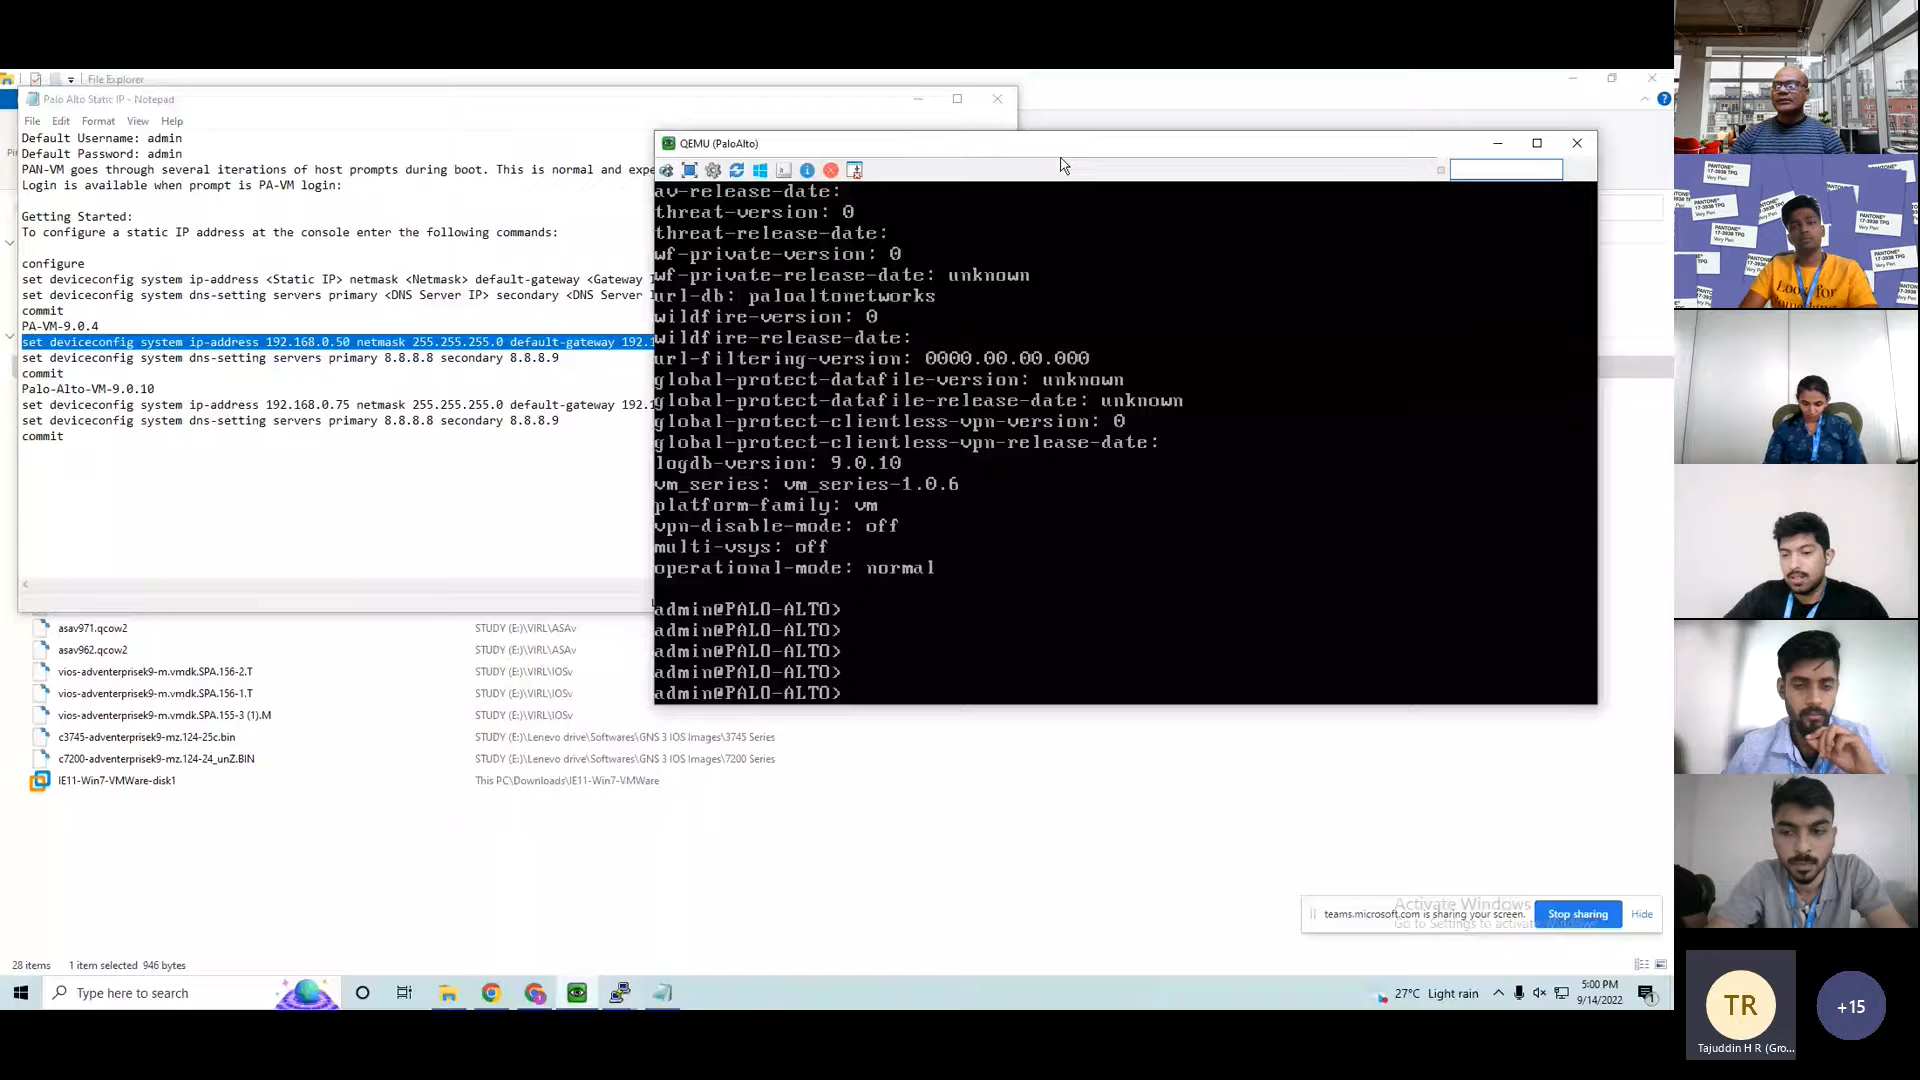 File Explorer
Palo Alto Static IP - Notepad
File Edit Format View Help
Default Username: admin
Default Password: admin
PAN-VM goes through several iterations of host prompts during boot. This is normal and expe
Login is available when prompt is PA-VM login:
Getting Started:
To configure a static IP address at the console enter the following commands:
configure
set deviceconfig system ip-address <Static IP> netmask <Netmask> default-gateway <Gateway
set deviceconfig system dns-setting servers primary <DNS Server IP> secondary <DNS Server
commit
PA-VM-9.0.4
set deviceconfig system ip-address 192.168.0.50 netmask 255.255.255.0 default-gateway 192.1
set deviceconfig system dns-setting servers primary 8.8.8.8 secondary 8.8.8.9
commit
Palo-Alto-VM-9.0.10
set deviceconfig system ip-address 192.168.0.75 netmask 255.255.255.0 default-gateway 192.1
set deviceconfig system dns-setting servers primary 8.8.8.8 secondary 8.8.8.9
commit
QEMU (PaloAlto)
av-release-date:
threat-version: 0
threat-release-date:
wf-private-version: 0
wf-private-release-date: unknown
url-db: paloaltonetworks
wildfire-version: 0
wildfire-release-date:
url-filtering-version: 0000.00.00.000
global-protect-datafile-version: unknown
global-protect-datafile-release-date: unknown
global-protect-clientless-vpn-version: 0
global-protect-clientless-vpn-release-date:
logdb-version: 9.0.10
vm_series: vm_series-1.0.6
platform-family: vm
vpn-disable-mode: off
multi-vsys: off
operational-mode: normal
admin@PALO-ALTO>
admin@PALO-ALTO>
admin@PALO-ALTO>
admin@PALO-ALTO>
admin@PALO-ALTO>
asav971.qcow2 STUDY (E:)\VIRL\ASAv
asav962.qcow2 STUDY (E:)\VIRL\ASAv
vios-adventerprisek9-m.vmdk.SPA.156-2.T STUDY (E:)\VIRL\IOSv
vios-adventerprisek9-m.vmdk.SPA.156-1.T STUDY (E:)\VIRL\IOSv
vios-adventerprisek9-m.vmdk.SPA.155-3 (1).M STUDY (E:)\VIRL\IOSv
c3745-adventerprisek9-mz.124-25c.bin STUDY (E:)\Lenevo drive\Softwares\GNS 3 IOS Images\3745 Series
c7200-adventerprisek9-mz.124-24_unZ.BIN STUDY (E:)\Lenevo drive\Softwares\GNS 3 IOS Images\7200 Series
IE11-Win7-VMWare-disk1 This PC\Downloads\IE11-Win7-VMWare
Activate Windows
Go to Settings to activate
teams.microsoft.com is sharing your screen. Stop sharing Hide
28 items 1 item selected 946 bytes
Type here to search
27°C Light rain
5:00 PM
9/14/2022
PANTONE
17-3938 TPG
Very Peri
Look for
TR
Tajuddin H R (Gro...
+15